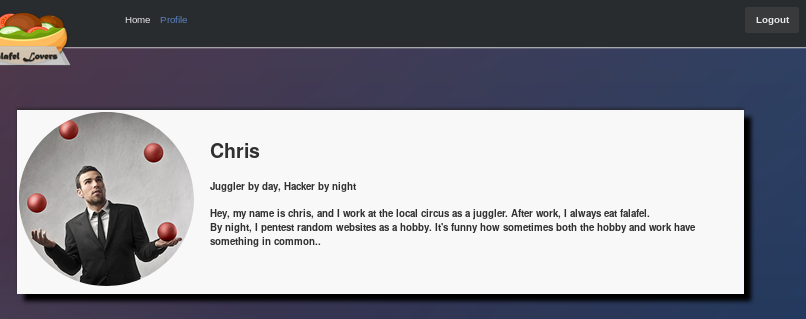 Home Profile Logout
Lovers
Chris
Juggler by day, Hacker by night
Hey, my name is chris, and I work at the local circus as a juggler. After work, I always eat falafel.
By night, I pentest random websites as a hobby. It's funny how sometimes both the hobby and work have
something in common..